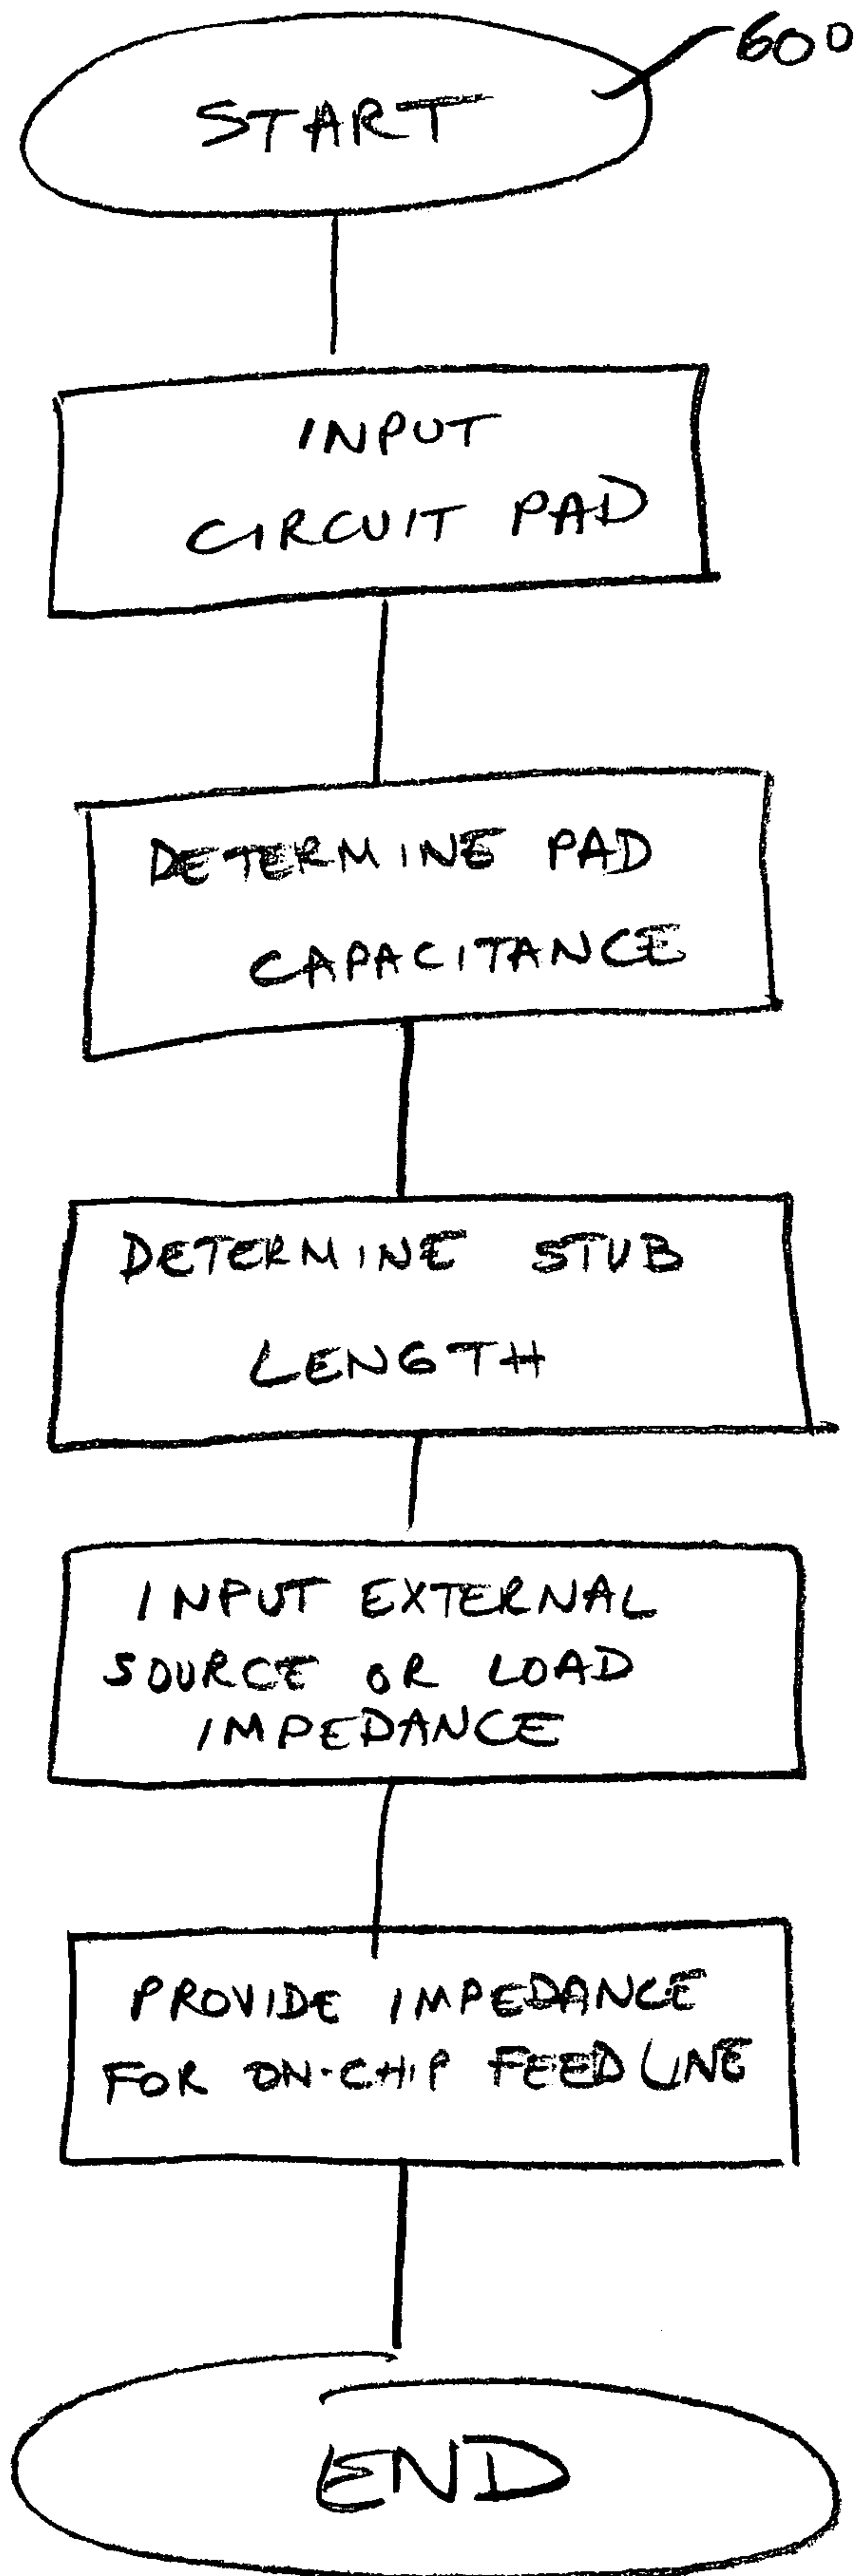 600
START
INPUT
CIRCUIT PAD
DETERMINE PAD
CAPACITANCE
DETERMINE STUB
LENGTH
INPUT EXTERNAL
SOURCE OR LOAD
IMPEDANCE
PROVIDE IMPEDANCE
FOR ON-CHIP FEED LINE
END